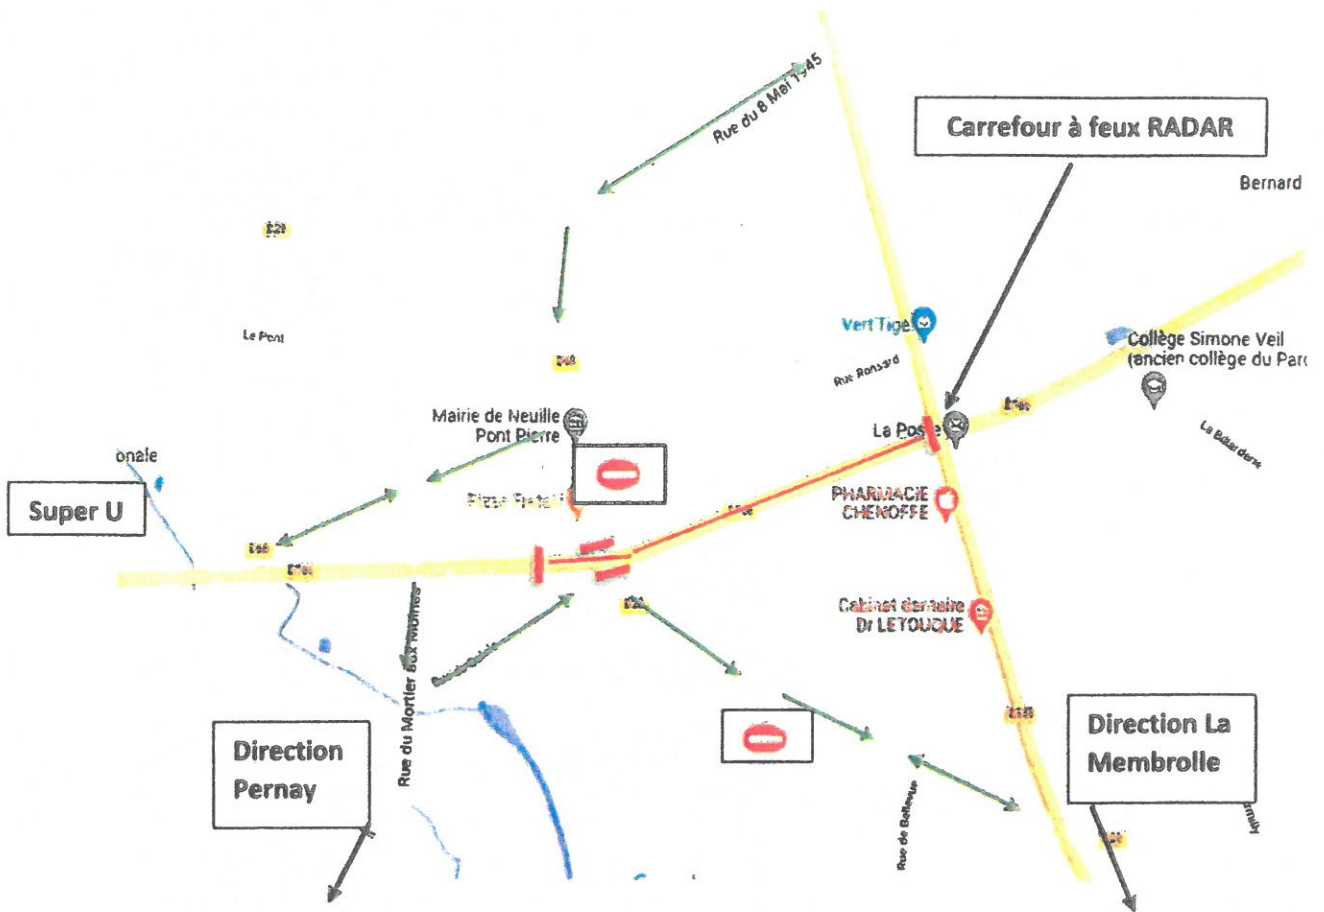 Rue du 8 Mai 1945
Carrefour à feux RADAR
Bernard
Le Pont
Vert Tige
Rue Ronsard
Collège Simone Veil
(ancien collège du Parc
Mairie de Neuille
Pont Pierre
La Poste
La Bétarderie
onale
Super U
PHARMACIE
CHENOFFE
Cabinet dentaire
Dr LETOUQUE
Rue du Mortier aux Moines
Direction
Pernay
Direction La
Membrolle
Rue de Bellevue